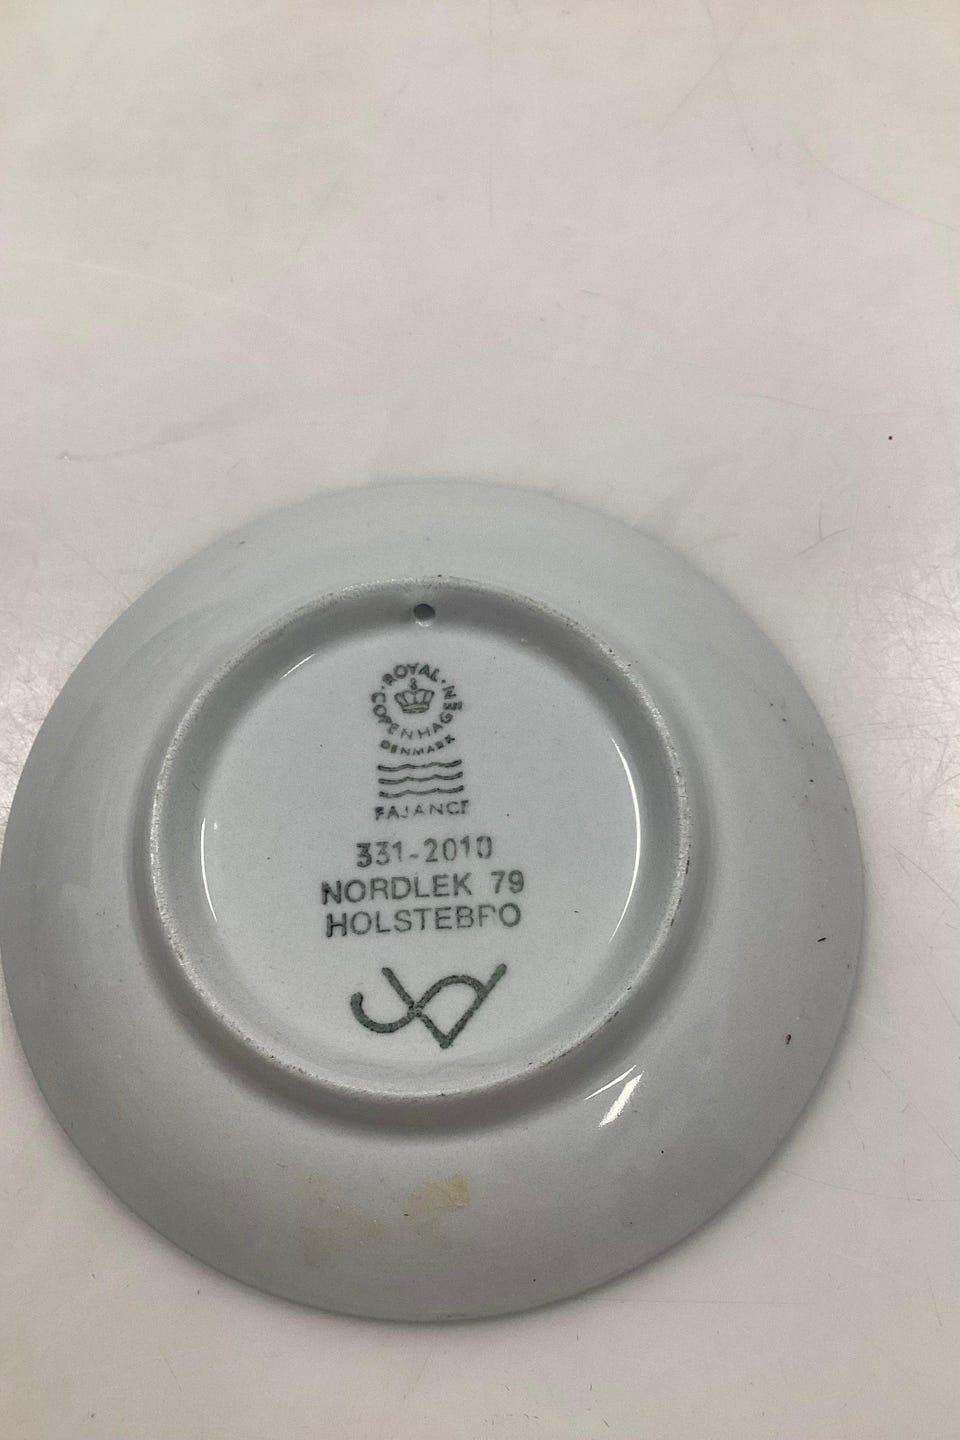 ROYAL
COPENHAGEN
DENMARK
FAJANCE
331-2010
NORDLEK 79
HOLSTEBRO